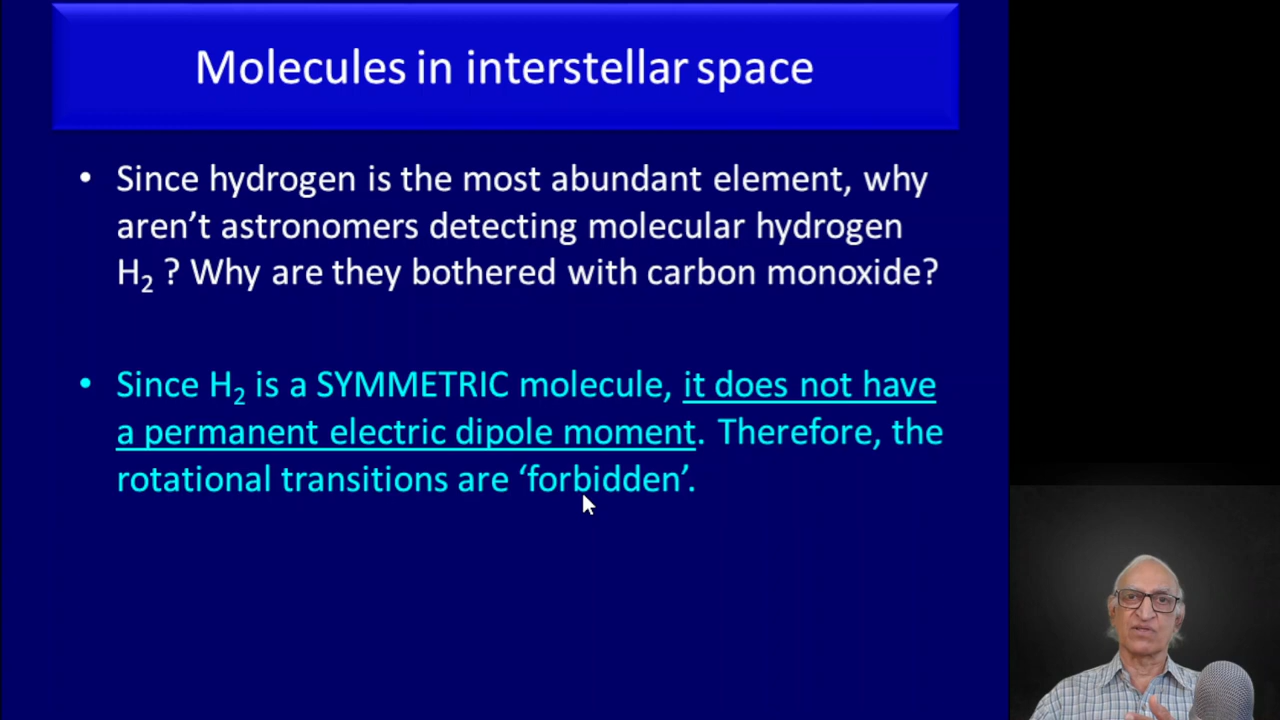 Molecules in interstellar space
• Since hydrogen is the most abundant element, why
aren’t astronomers detecting molecular hydrogen
H₂ ? Why are they bothered with carbon monoxide?
• Since H₂ is a SYMMETRIC molecule, it does not have
a permanent electric dipole moment. Therefore, the
rotational transitions are ‘forbidden’.